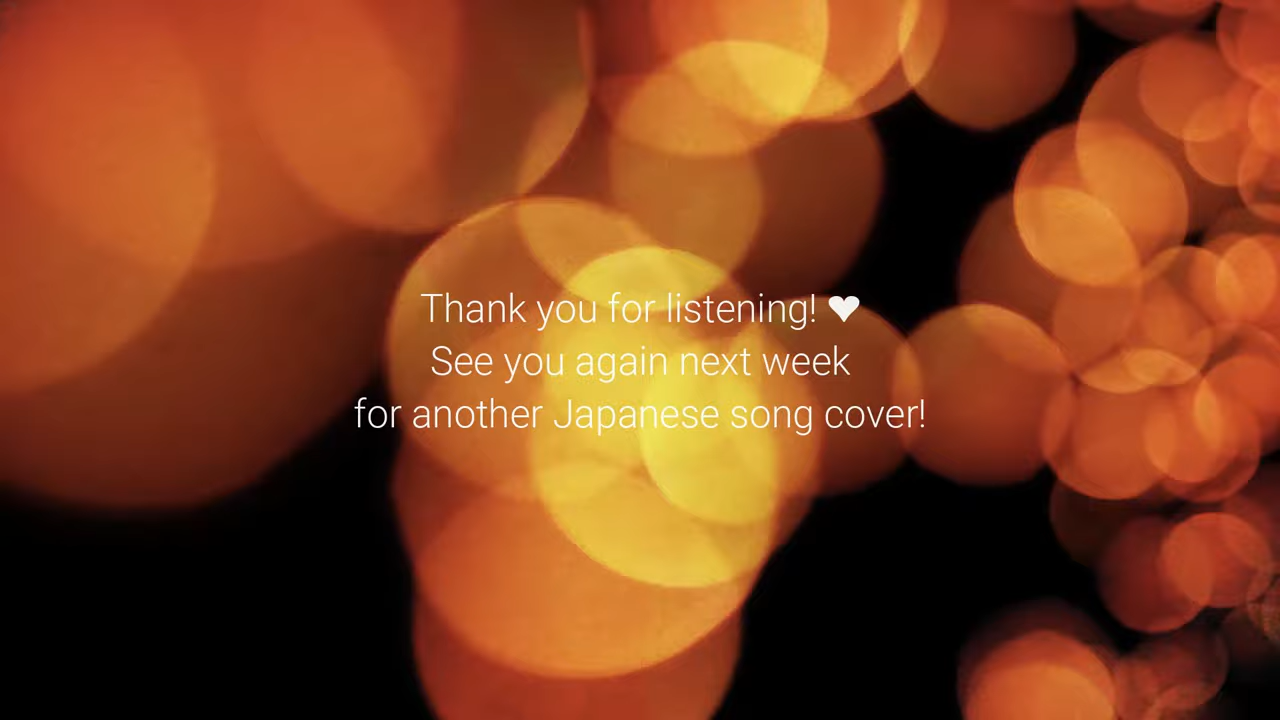 Thank you for listening! ♥
See you again next week
for another Japanese song cover!